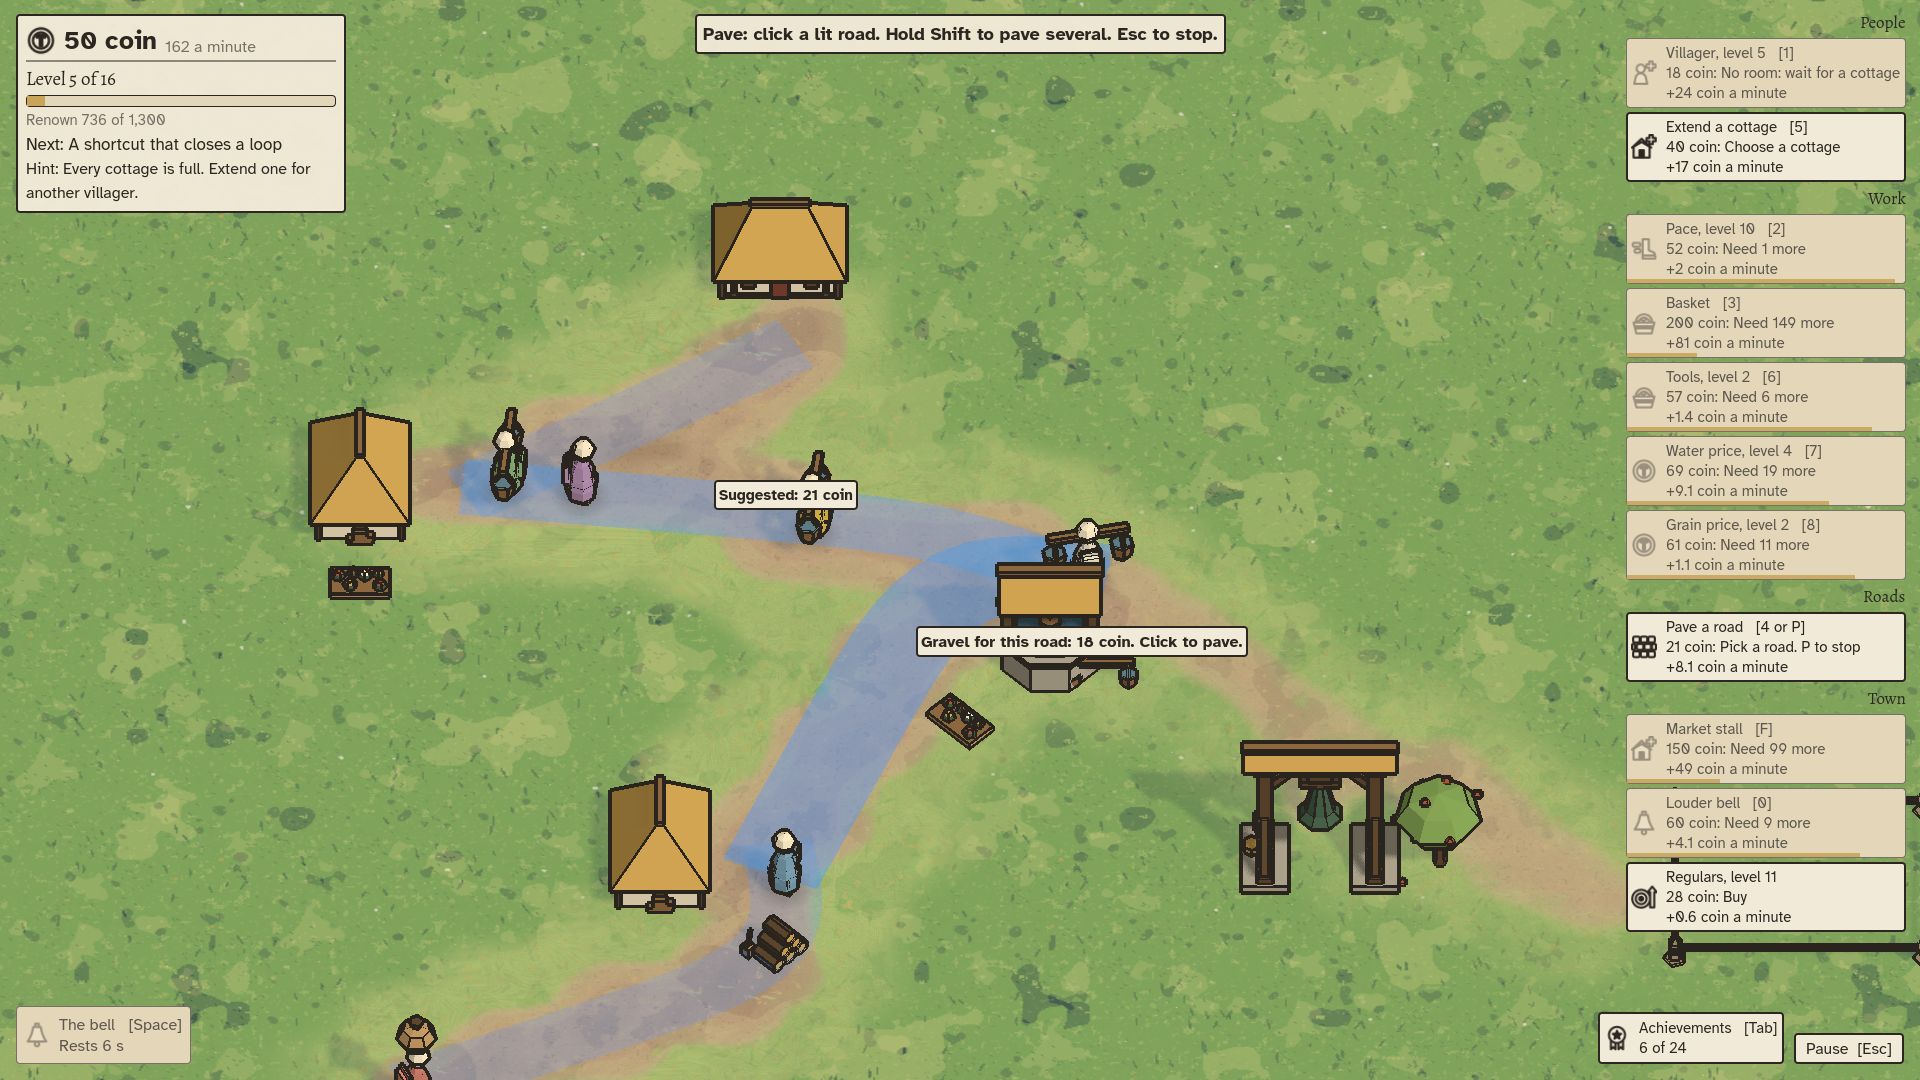 50 coin 162 a minute
Level 5 of 16
Renown 736 of 1,300
Next: A shortcut that closes a loop
Hint: Every cottage is full. Extend one for
another villager.
Pave: click a lit road. Hold Shift to pave several. Esc to stop.
People
Villager, level 5 [1]
18 coin: No room: wait for a cottage
+24 coin a minute
Extend a cottage [5]
40 coin: Choose a cottage
+17 coin a minute
Work
Pace, level 10 [2]
52 coin: Need 1 more
+2 coin a minute
Basket [3]
200 coin: Need 149 more
+81 coin a minute
Tools, level 2 [6]
57 coin: Need 6 more
+1.4 coin a minute
Water price, level 4 [7]
69 coin: Need 19 more
+9.1 coin a minute
Grain price, level 2 [8]
61 coin: Need 11 more
+1.1 coin a minute
Roads
Pave a road [4 or P]
21 coin: Pick a road. P to stop
+8.1 coin a minute
Town
Market stall [F]
150 coin: Need 99 more
+49 coin a minute
Louder bell [0]
60 coin: Need 9 more
+4.1 coin a minute
Regulars, level 11
28 coin: Buy
+0.6 coin a minute
Suggested: 21 coin
Gravel for this road: 18 coin. Click to pave.
The bell [Space]
Rests 6 s
Achievements [Tab]
6 of 24
Pause [Esc]